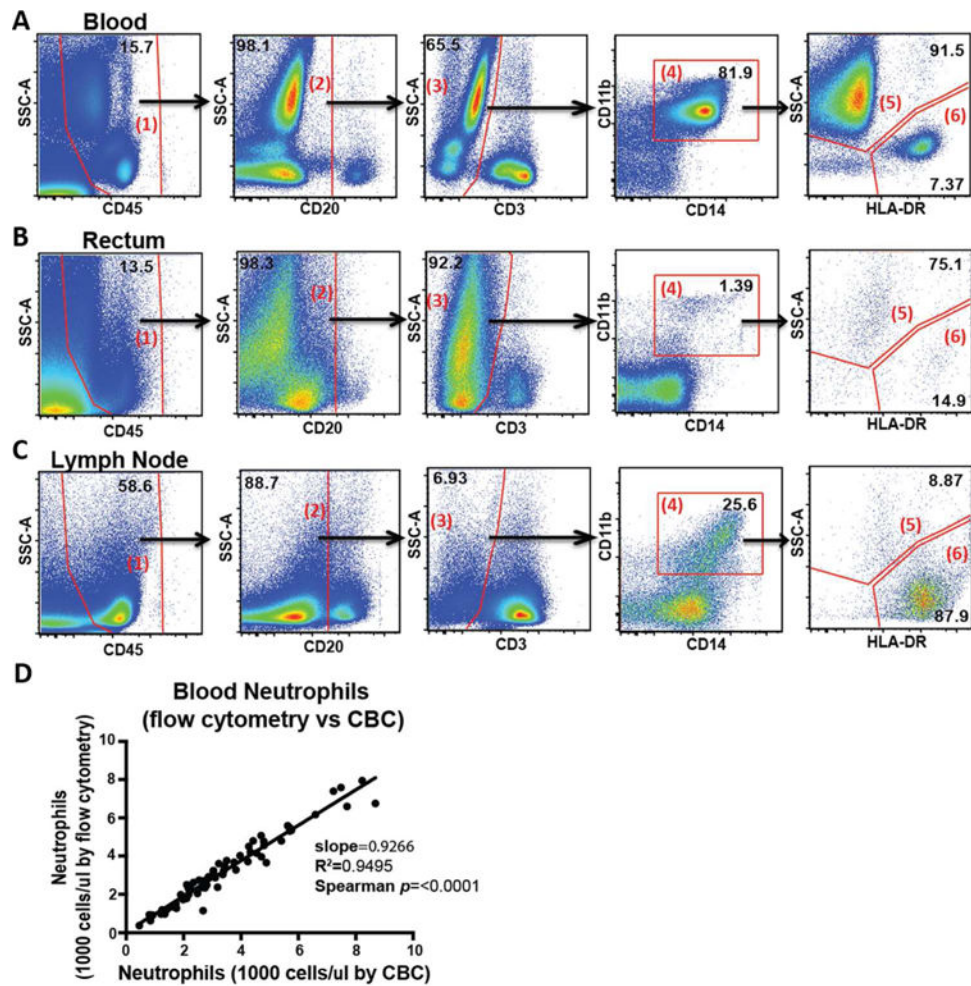 A
Blood
SSC-A
15.7
(1)
CD45
SSC-A
98.1
(2)
CD20
SSC-A
65.5
(3)
CD3
CD11b
(4)
81.9
CD14
SSC-A
91.5
(5)
(6)
7.37
HLA-DR
B
Rectum
SSC-A
13.5
(1)
CD45
SSC-A
98.3
(2)
CD20
SSC-A
92.2
(3)
CD3
CD11b
(4)
1.39
CD14
SSC-A
75.1
(5)
(6)
14.9
HLA-DR
C
Lymph Node
SSC-A
58.6
(1)
CD45
SSC-A
88.7
(2)
CD20
SSC-A
6.93
(3)
CD3
CD11b
(4)
25.6
CD14
SSC-A
8.87
(5)
(6)
87.9
HLA-DR
D
Blood Neutrophils
(flow cytometry vs CBC)
Neutrophils
(1000 cells/ul by flow cytometry)
10
8
6
4
2
0
slope=0.9266
R²=0.9495
Spearman p=<0.0001
0 2 4 6 8 10
Neutrophils (1000 cells/ul by CBC)